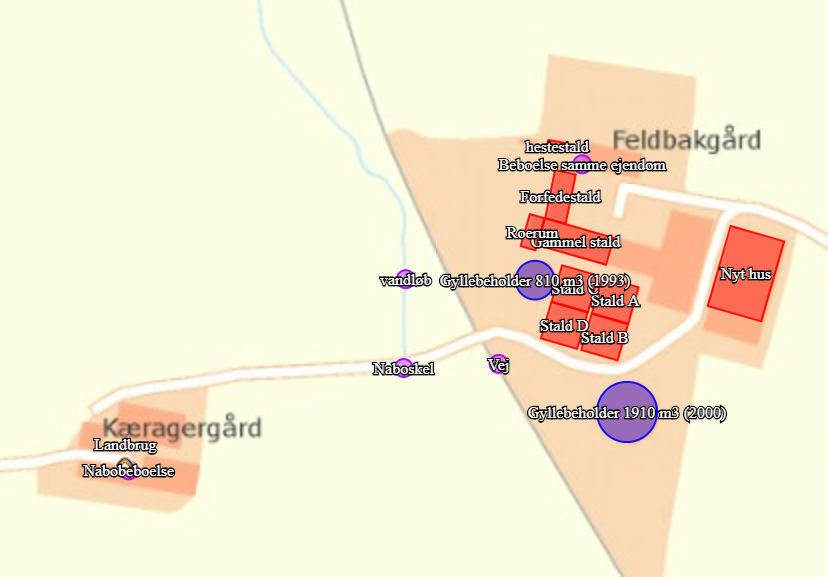 Feldbakgård
hestestald
Beboelse samme ejendom
Forfedestald
Roerum
Gammel stald
Nyt hus
vandløb
Gyllebeholder 810 m3 (1993)
Stald C
Stald A
Stald D
Stald B
Naboskel
Vej
Gyllebeholder 1910 m3 (2000)
Kæragergård
Landbrug
Nabobeboelse